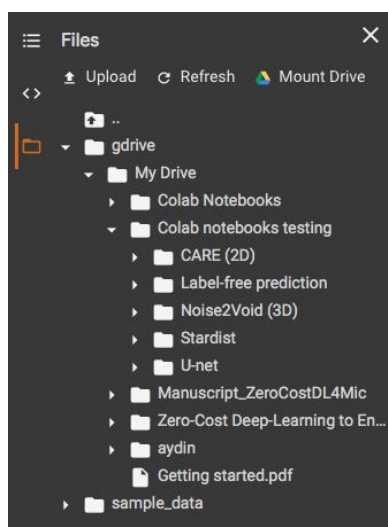 Files
Upload Refresh Mount Drive
..
gdrive
My Drive
Colab Notebooks
Colab notebooks testing
CARE (2D)
Label-free prediction
Noise2Void (3D)
Stardist
U-net
Manuscript_ZeroCostDL4Mic
Zero-Cost Deep-Learning to En...
aydin
Getting started.pdf
sample_data